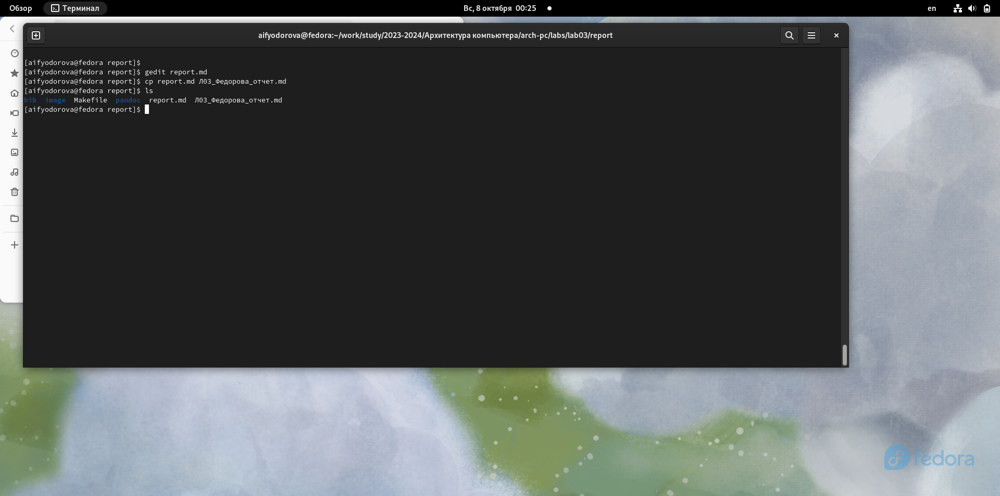 Обзор
Терминал
Вс, 8 октября 00:25
en
aifyodorova@fedora:~/work/study/2023-2024/Архитектура компьютера/arch-pc/labs/lab03/report
[aifyodorova@fedora report]$
[aifyodorova@fedora report]$ gedit report.md
[aifyodorova@fedora report]$ cp report.md Л03_Федорова_отчет.md
[aifyodorova@fedora report]$ ls
bib  image  Makefile  pandoc  report.md  Л03_Федорова_отчет.md
[aifyodorova@fedora report]$
fedora